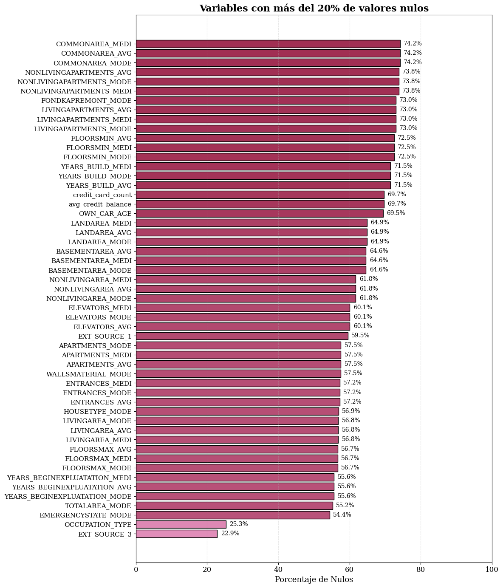 Variables con más del 20% de valores nulos
COMMONAREA_MEDI 74.2%
COMMONAREA_AVG 74.2%
COMMONAREA_MODE 74.2%
NONLIVINGAPARTMENTS_AVG 73.8%
NONLIVINGAPARTMENTS_MODE 73.8%
NONLIVINGAPARTMENTS_MEDI 73.8%
FONDKAPREMONT_MODE 73.0%
LIVINGAPARTMENTS_AVG 73.0%
LIVINGAPARTMENTS_MEDI 73.0%
LIVINGAPARTMENTS_MODE 73.0%
FLOORSMIN_AVG 72.5%
FLOORSMIN_MEDI 72.5%
FLOORSMIN_MODE 72.5%
YEARS_BUILD_MEDI 71.5%
YEARS_BUILD_MODE 71.5%
YEARS_BUILD_AVG 71.5%
credit_card_count 69.7%
avg_credit_balance 69.7%
OWN_CAR_AGE 69.5%
LANDAREA_MEDI 64.9%
LANDAREA_AVG 64.9%
LANDAREA_MODE 64.9%
BASEMENTAREA_AVG 64.6%
BASEMENTAREA_MEDI 64.6%
BASEMENTAREA_MODE 64.6%
NONLIVINGAREA_MEDI 61.8%
NONLIVINGAREA_AVG 61.8%
NONLIVINGAREA_MODE 61.8%
ELEVATORS_MEDI 60.1%
ELEVATORS_MODE 60.1%
ELEVATORS_AVG 60.1%
EXT_SOURCE_1 59.5%
APARTMENTS_MODE 57.5%
APARTMENTS_MEDI 57.5%
APARTMENTS_AVG 57.5%
WALLSMATERIAL_MODE 57.5%
ENTRANCES_MEDI 57.2%
ENTRANCES_MODE 57.2%
ENTRANCES_AVG 57.2%
HOUSETYPE_MODE 56.9%
LIVINGAREA_MODE 56.8%
LIVINGAREA_AVG 56.8%
LIVINGAREA_MEDI 56.8%
FLOORSMAX_AVG 56.7%
FLOORSMAX_MEDI 56.7%
FLOORSMAX_MODE 56.7%
YEARS_BEGINEXPLUATATION_MEDI 55.6%
YEARS_BEGINEXPLUATATION_AVG 55.6%
YEARS_BEGINEXPLUATATION_MODE 55.6%
TOTALAREA_MODE 55.2%
EMERGENCYSTATE_MODE 54.4%
OCCUPATION_TYPE 25.3%
EXT_SOURCE_3 22.9%
0 20 40 60 80 100
Porcentaje de Nulos